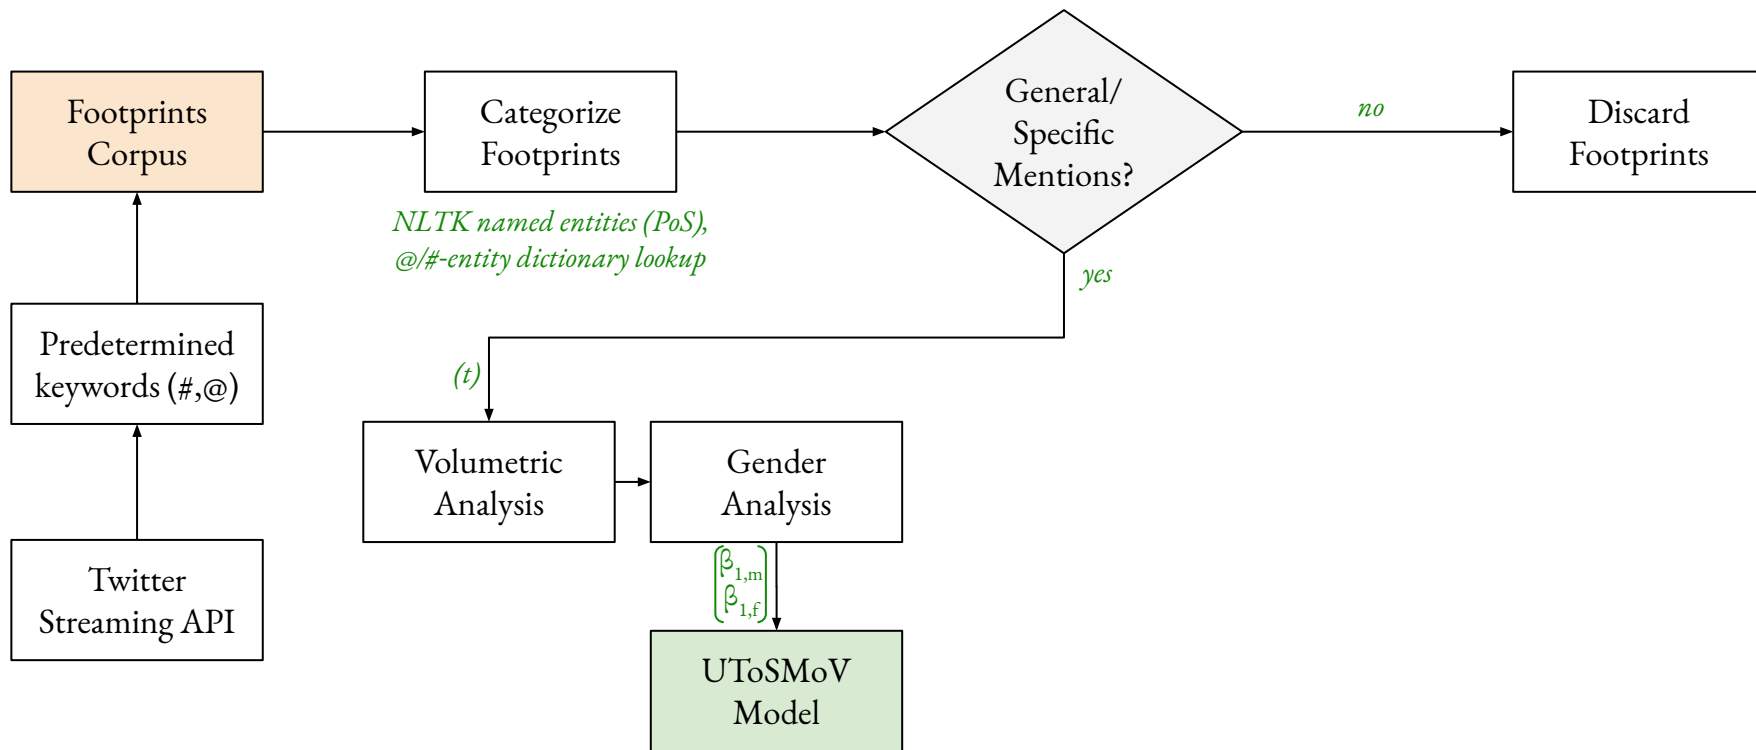 Footprints
Corpus
Categorize
Footprints
General/
Specific
Mentions?
no
Discard
Footprints
NLTK named entities (PoS),
@/#-entity dictionary lookup
yes
Predetermined
keywords (#,@)
(t)
Volumetric
Analysis
Gender
Analysis
Twitter
Streaming API
β1,m
β1,f
UToSMoV
Model